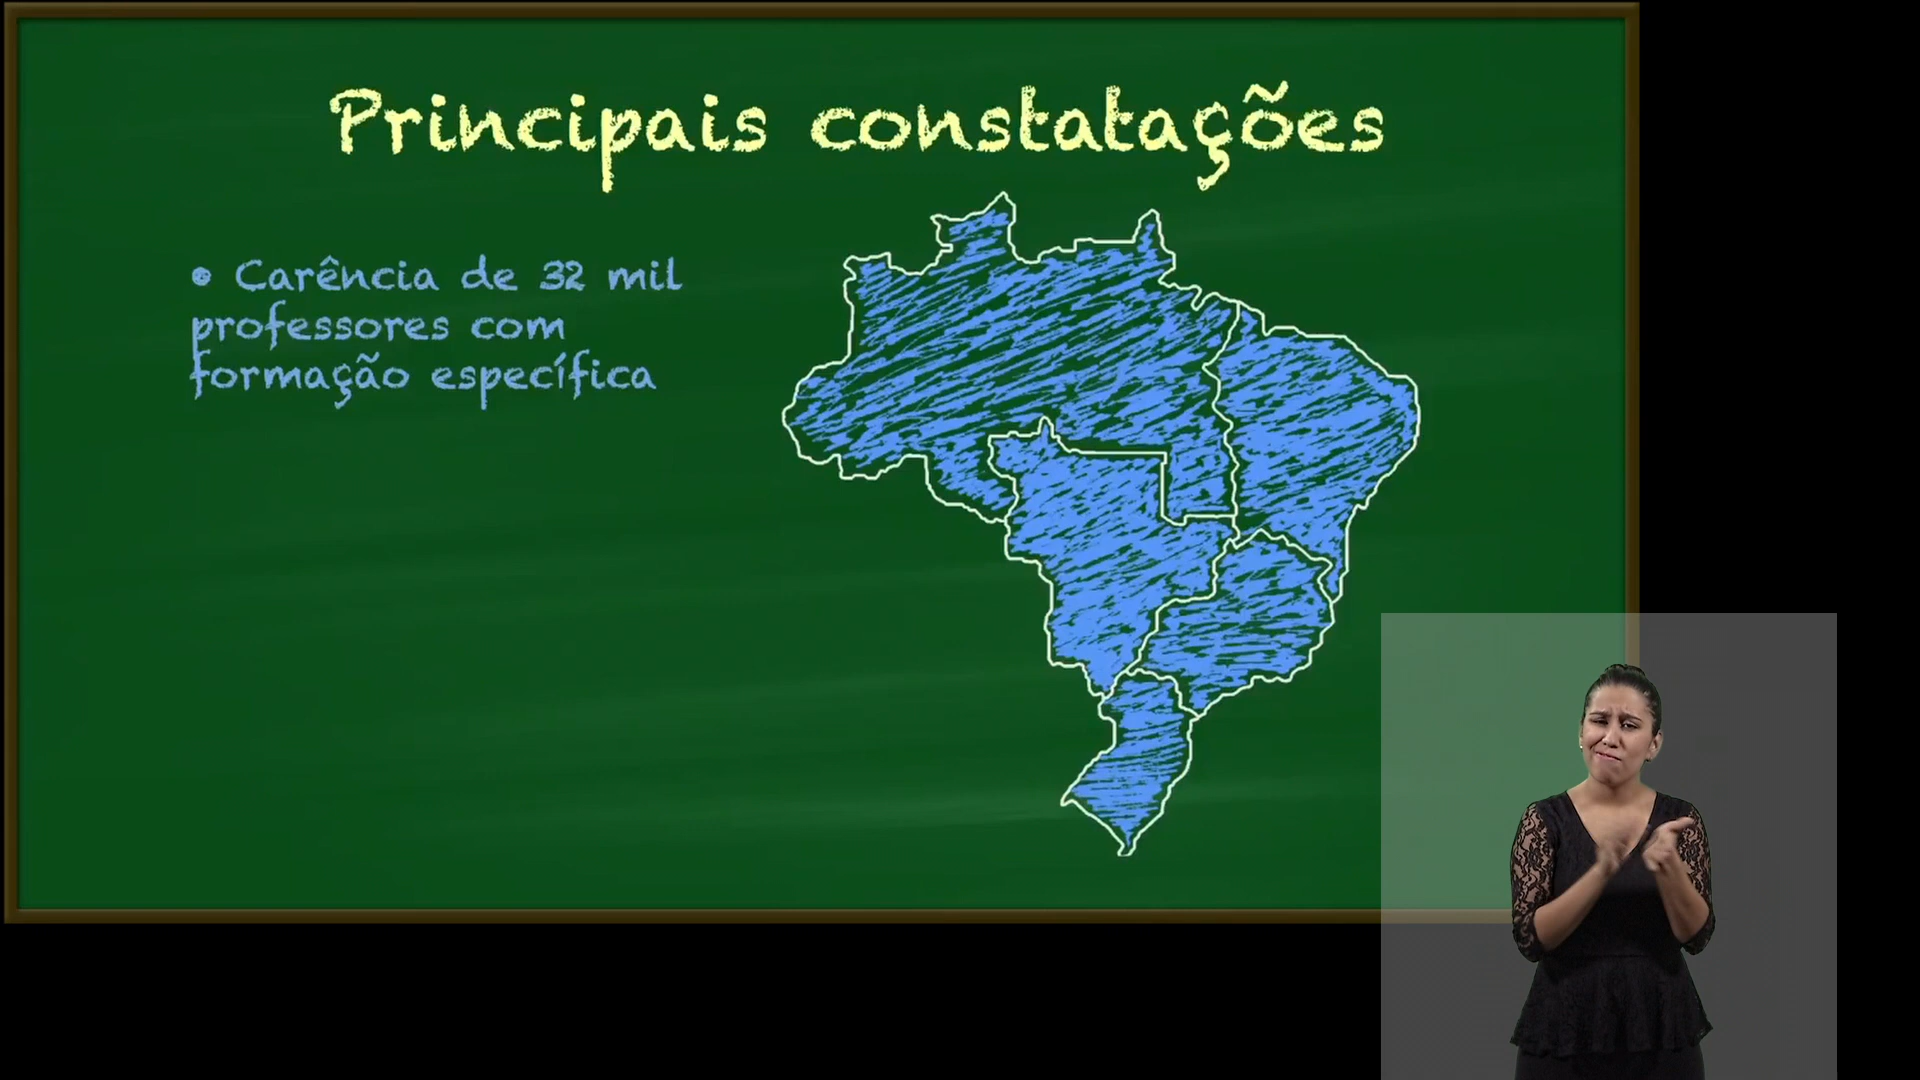 Principais constatações
• Carência de 32 mil
professores com
formação específica